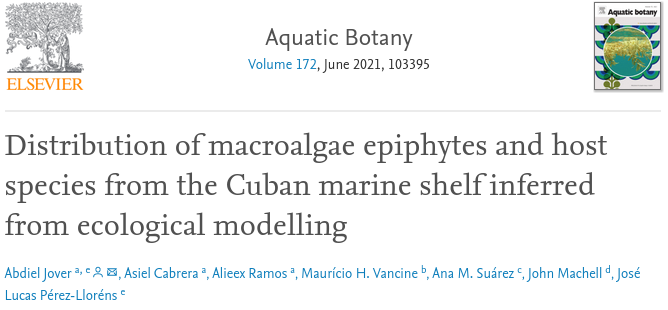 Aquatic Botany
Volume 172, June 2021, 103395
ELSEVIER
Aquatic botany
Distribution of macroalgae epiphytes and host
species from the Cuban marine shelf inferred
from ecological modelling
Abdiel Jover a, e, Asiel Cabrera a, Alieex Ramos a, Maurício H. Vancine b, Ana M. Suárez c, John Machell d, José
Lucas Pérez-Lloréns e